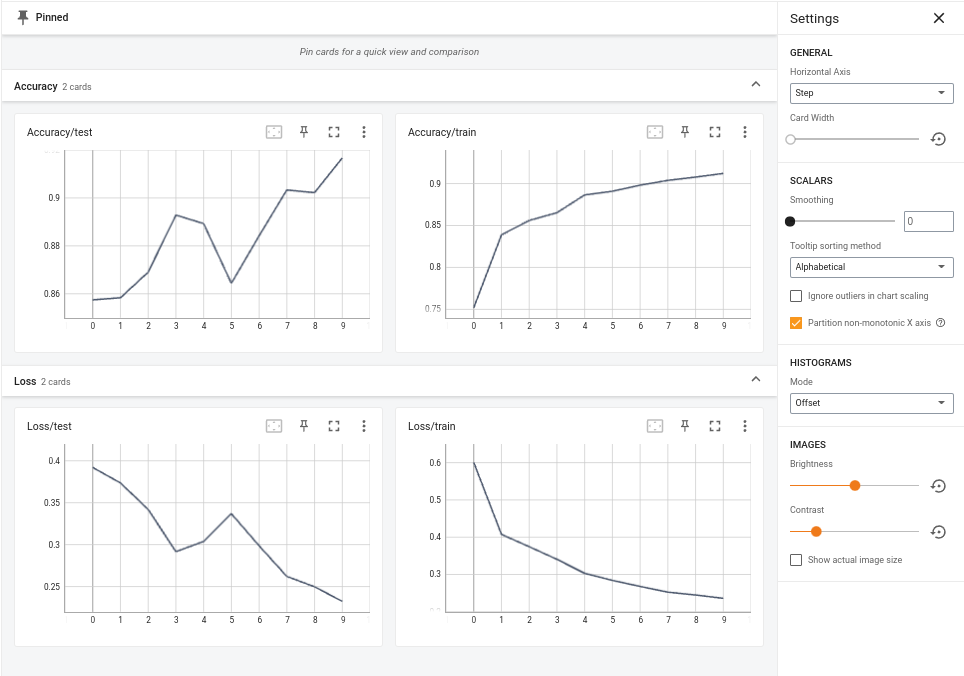 Pinned
Pin cards for a quick view and comparison
Accuracy 2 cards
Accuracy/test
0.9
0.88
0.86
0 1 2 3 4 5 6 7 8 9
Accuracy/train
0.9
0.85
0.8
0.75
0 1 2 3 4 5 6 7 8 9
Loss 2 cards
Loss/test
0.4
0.35
0.3
0.25
0 1 2 3 4 5 6 7 8 9
Loss/train
0.6
0.5
0.4
0.3
0 1 2 3 4 5 6 7 8 9
Settings
GENERAL
Horizontal Axis
Step
Card Width
SCALARS
Smoothing
0
Tooltip sorting method
Alphabetical
Ignore outliers in chart scaling
Partition non-monotonic X axis
HISTOGRAMS
Mode
Offset
IMAGES
Brightness
Contrast
Show actual image size